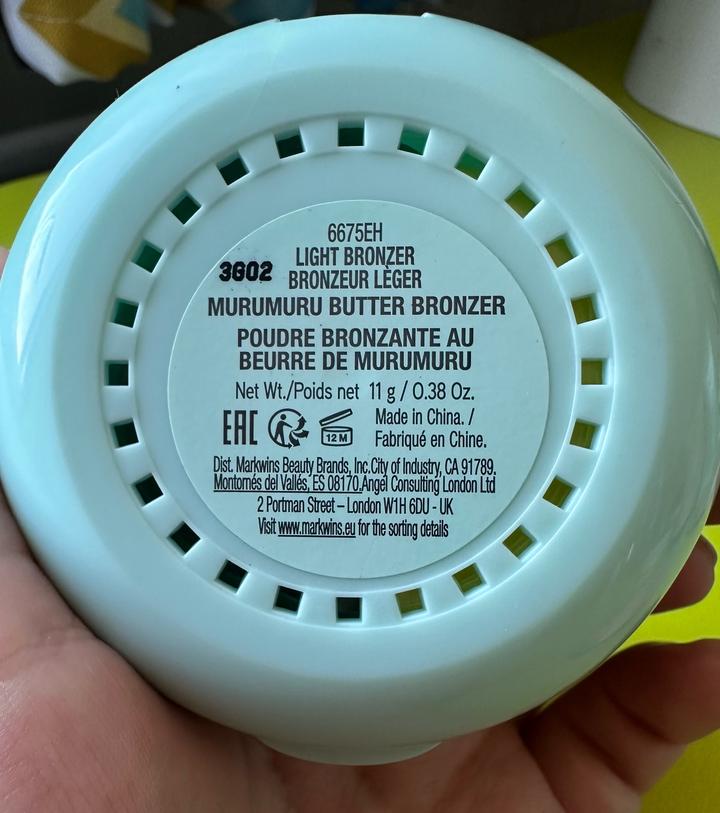 6675EH
LIGHT BRONZER
3G02
BRONZEUR LÈGER
MURUMURU BUTTER BRONZER
POUDRE BRONZANTE AU
BEURRE DE MURUMURU
Net Wt./Poids net 11 g / 0.38 Oz.
EAC 12 M Made in China. /
Fabriqué en Chine.
Dist. Markwins Beauty Brands, Inc.City of Industry, CA 91789.
Montornés del Vallés, ES 08170.Angel Consulting London Ltd
2 Portman Street – London W1H 6DU - UK
Visit www.markwins.eu for the sorting details